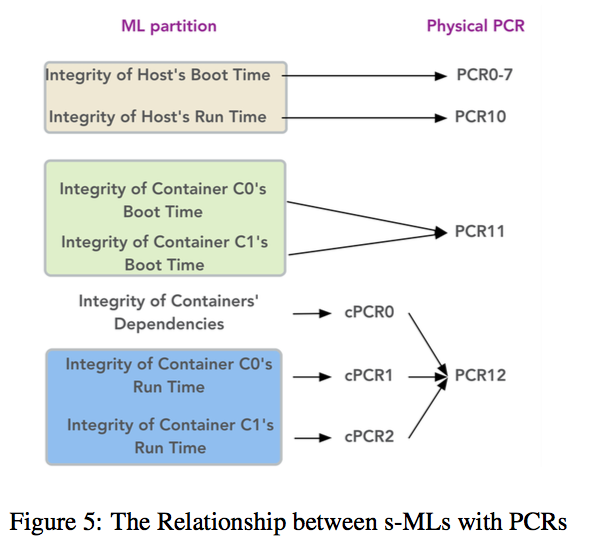 ML partition Physical PCR
Integrity of Host's Boot Time PCR0-7
Integrity of Host's Run Time PCR10
Integrity of Container C0's
Boot Time
PCR11
Integrity of Container C1's
Boot Time
Integrity of Containers'
Dependencies
cPCR0
Integrity of Container C0's
Run Time
cPCR1 PCR12
Integrity of Container C1's
Run Time
cPCR2
Figure 5: The Relationship between s-MLs with PCRs